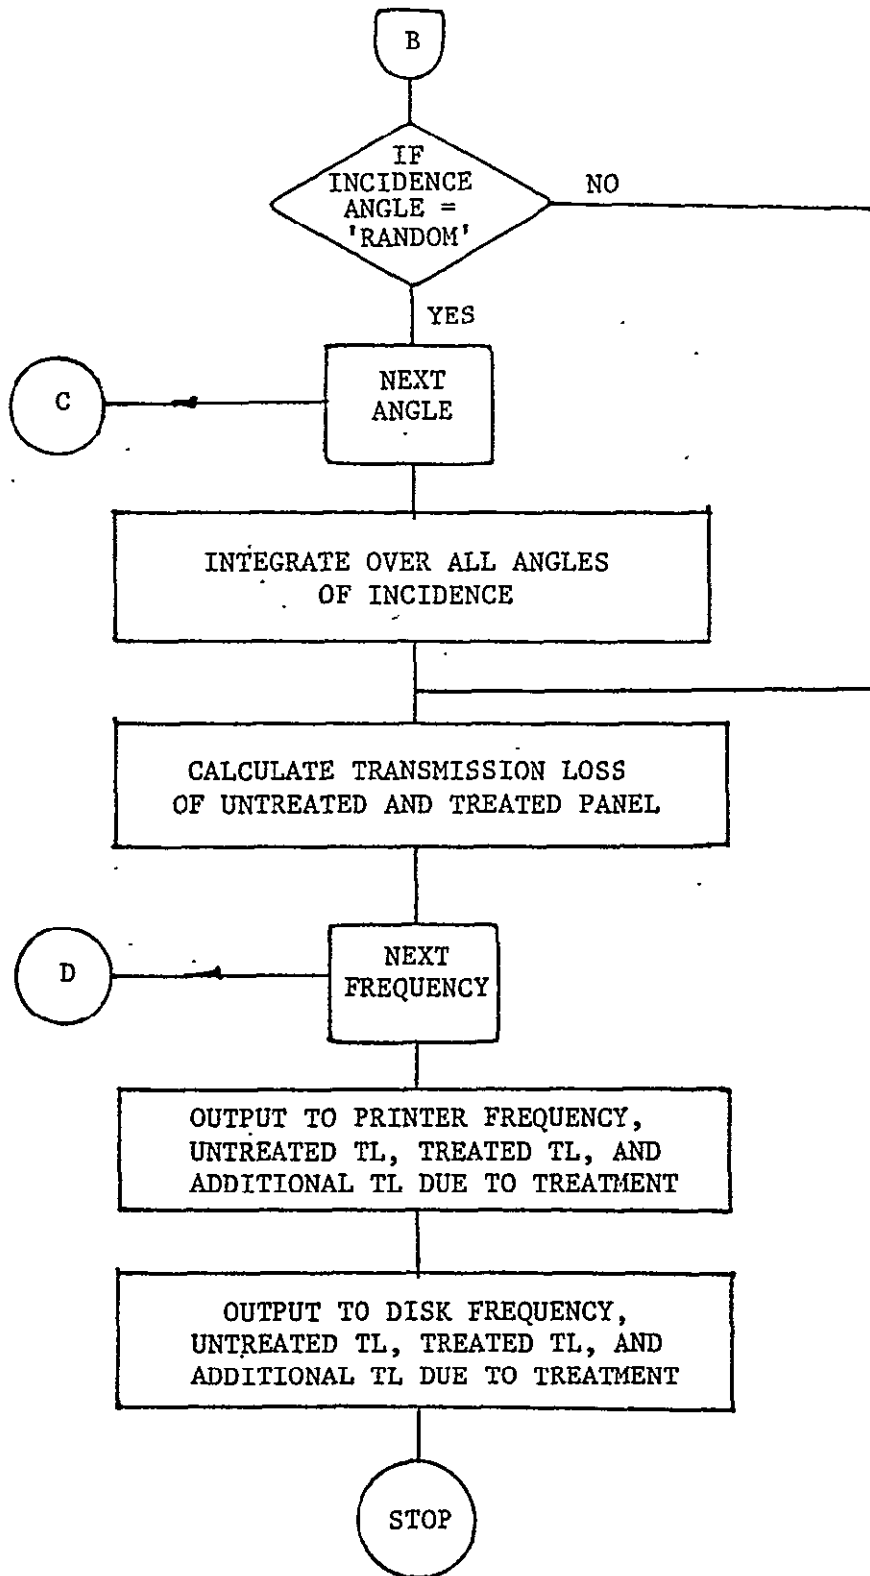 B
IF
INCIDENCE
ANGLE =
'RANDOM'
NO
YES
NEXT
ANGLE
C
INTEGRATE OVER ALL ANGLES
OF INCIDENCE
CALCULATE TRANSMISSION LOSS
OF UNTREATED AND TREATED PANEL
NEXT
FREQUENCY
D
OUTPUT TO PRINTER FREQUENCY,
UNTREATED TL, TREATED TL, AND
ADDITIONAL TL DUE TO TREATMENT
OUTPUT TO DISK FREQUENCY,
UNTREATED TL, TREATED TL, AND
ADDITIONAL TL DUE TO TREATMENT
STOP